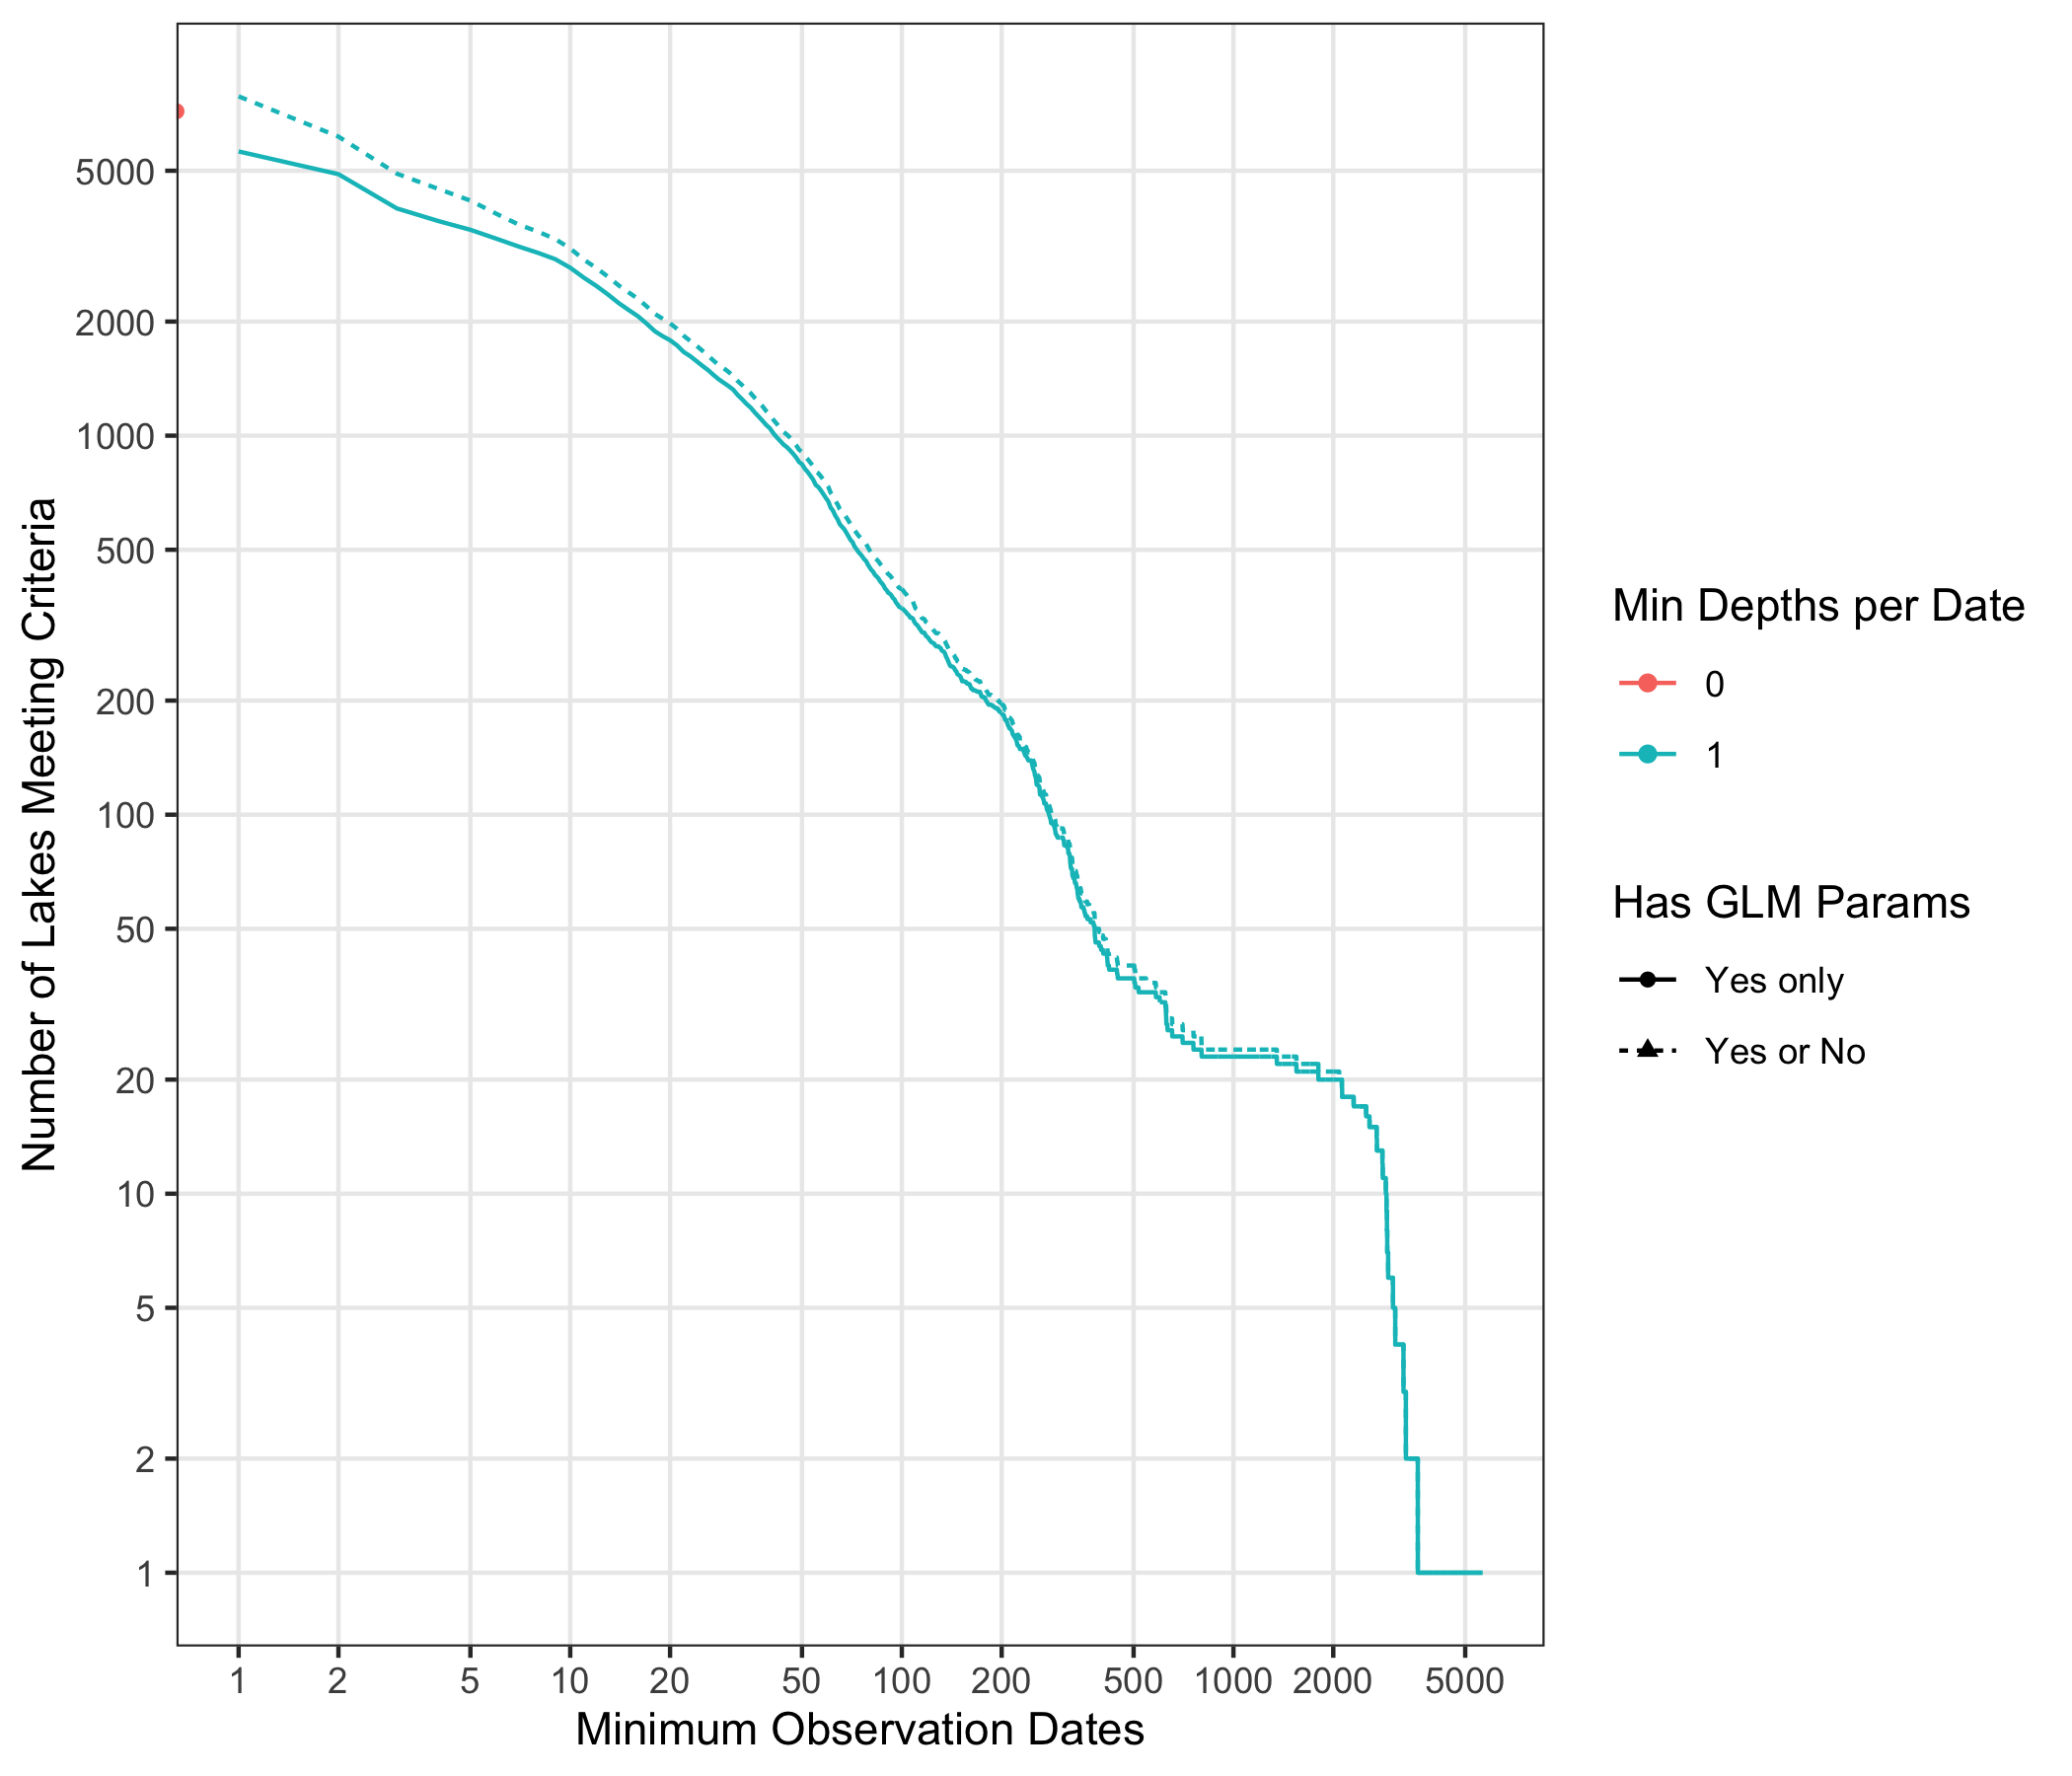 Number of Lakes Meeting Criteria
5000
2000
1000
500
200
100
50
20
10
5
2
1
1 2 5 10 20 50 100 200 500 1000 2000 5000
Minimum Observation Dates
Min Depths per Date
0
1
Has GLM Params
Yes only
Yes or No